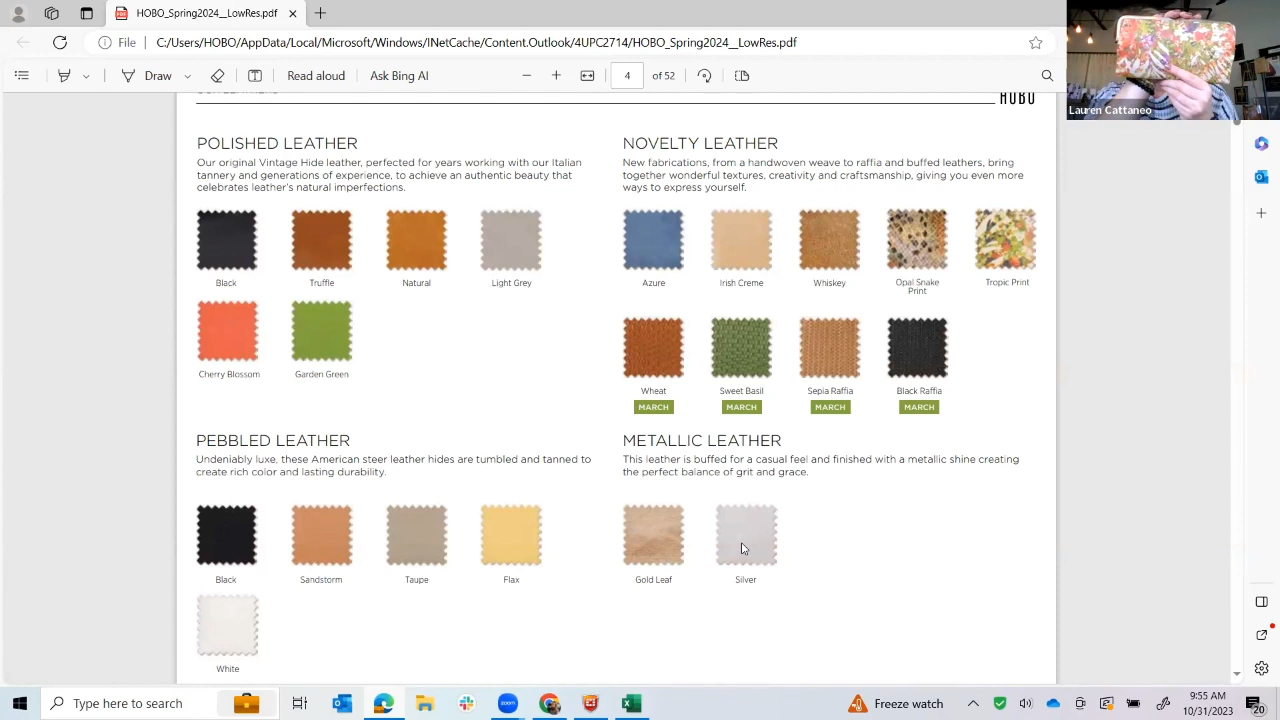 HOBO_Spring2024__LowRes.pdf
File
C:/Users/HOBO/AppData/Local/Microsoft/Windows/INetCache/Content.Outlook/4UPC2714/HOBO_Spring2024__LowRes.pdf
Draw
Read aloud
Ask Bing AI
4 of 52
Lauren Cattaneo
HOBO
POLISHED LEATHER
Our original Vintage Hide leather, perfected for years working with our Italian
tannery and generations of experience, to achieve an authentic beauty that
celebrates leather's natural imperfections.
Black
Truffle
Natural
Light Grey
Cherry Blossom
Garden Green
NOVELTY LEATHER
New fabrications, from a handwoven weave to raffia and buffed leathers, bring
together wonderful textures, creativity and craftsmanship, giving you even more
ways to express yourself.
Azure
Irish Creme
Whiskey
Opal Snake
Print
Tropic Print
Wheat
Sweet Basil
Sepia Raffia
Black Raffia
MARCH
MARCH
MARCH
MARCH
PEBBLED LEATHER
Undeniably luxe, these American steer leather hides are tumbled and tanned to
create rich color and lasting durability.
Black
Sandstorm
Taupe
Flax
White
METALLIC LEATHER
This leather is buffed for a casual feel and finished with a metallic shine creating
the perfect balance of grit and grace.
Gold Leaf
Silver
Type here to search
zoom
Freeze watch
9:55 AM
10/31/2023
20